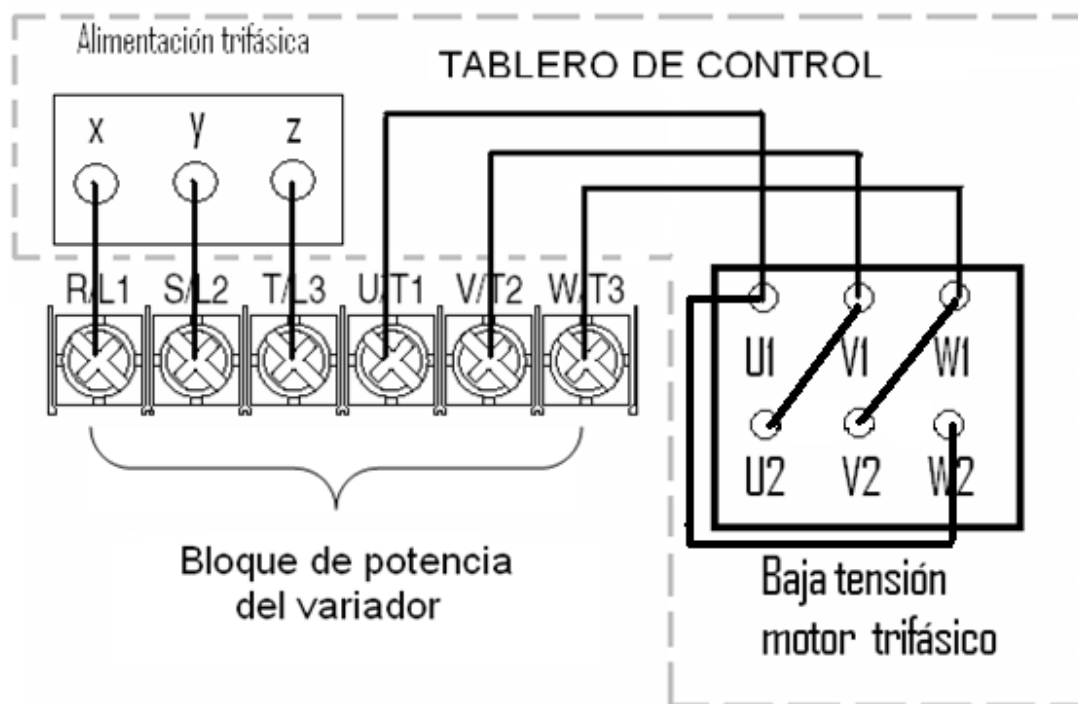 Alimentación trifásica
TABLERO DE CONTROL
x y z
R/L1 S/L2 T/L3 U/T1 V/T2 W/T3
U1 V1 W1
U2 V2 W2
Bloque de potencia
del variador
Baja tensión
motor trifásico